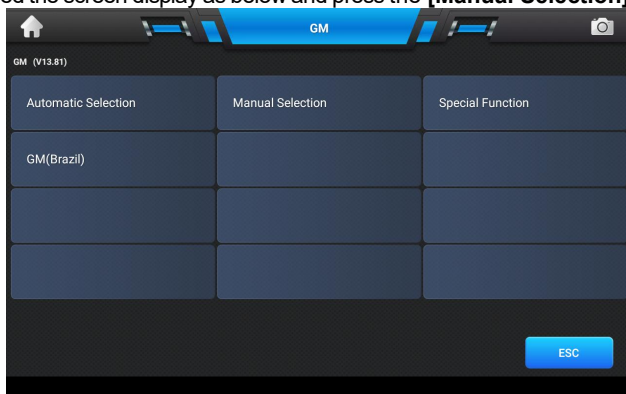 the screen display as below and press the [Manual Selection]
GM
GM (V13.81)
Automatic Selection
Manual Selection
Special Function
GM(Brazil)
ESC